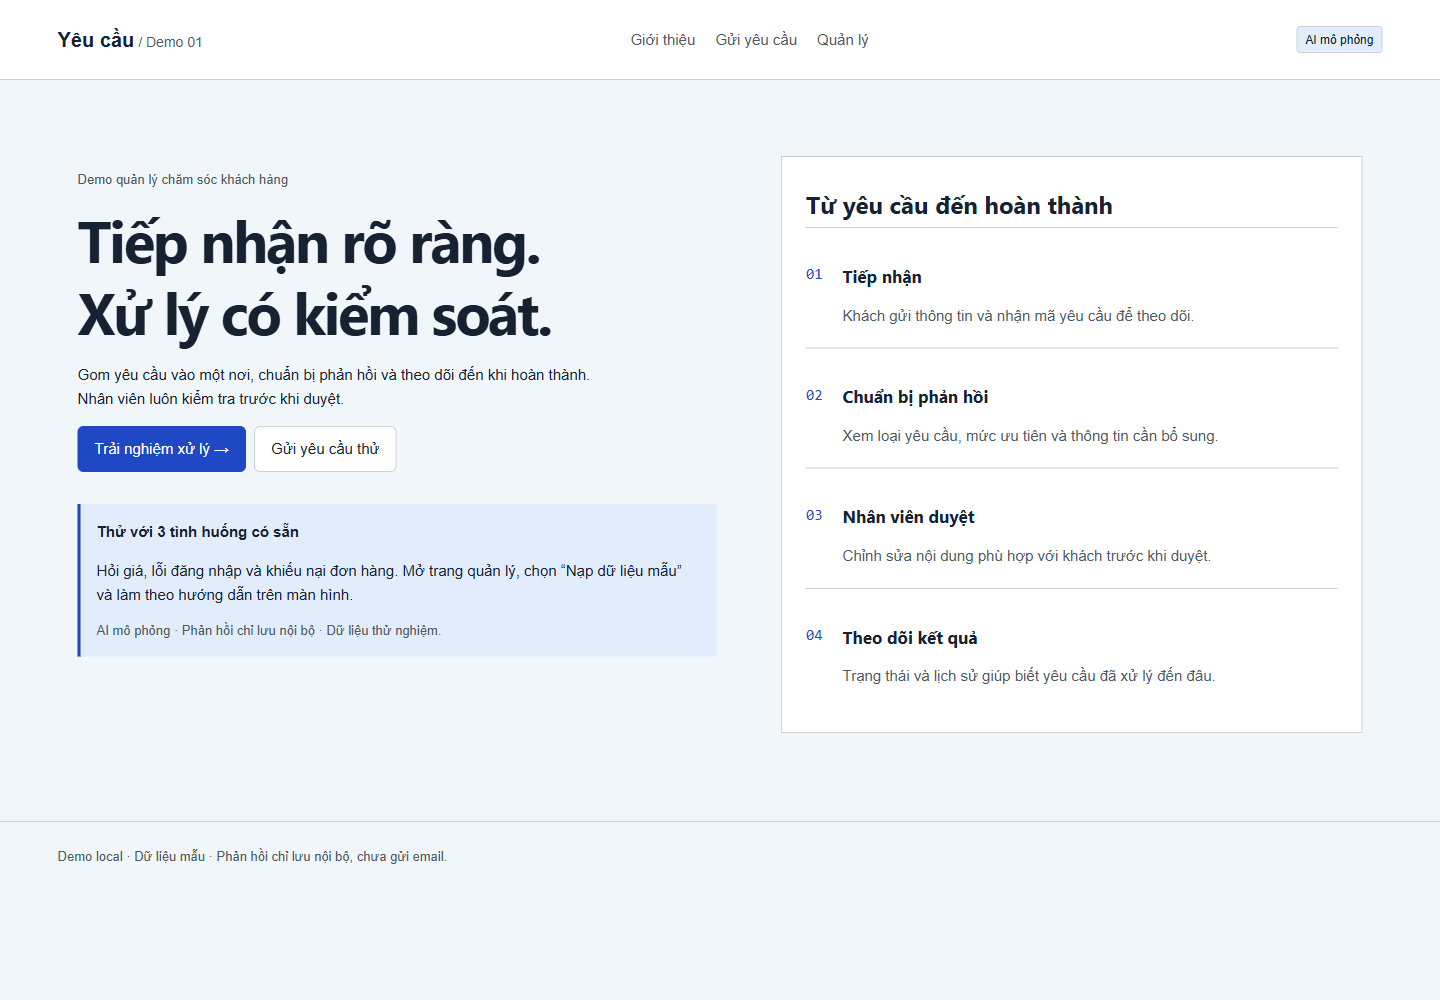 Yêu cầu / Demo 01
Giới thiệu
Gửi yêu cầu
Quản lý
AI mô phỏng
Demo quản lý chăm sóc khách hàng
Tiếp nhận rõ ràng.
Xử lý có kiểm soát.
Gom yêu cầu vào một nơi, chuẩn bị phản hồi và theo dõi đến khi hoàn thành.
Nhân viên luôn kiểm tra trước khi duyệt.
Trải nghiệm xử lý →
Gửi yêu cầu thử
Thử với 3 tình huống có sẵn
Hỏi giá, lỗi đăng nhập và khiếu nại đơn hàng. Mở trang quản lý, chọn “Nạp dữ liệu mẫu”
và làm theo hướng dẫn trên màn hình.
AI mô phỏng · Phản hồi chỉ lưu nội bộ · Dữ liệu thử nghiệm.
Từ yêu cầu đến hoàn thành
01
Tiếp nhận
Khách gửi thông tin và nhận mã yêu cầu để theo dõi.
02
Chuẩn bị phản hồi
Xem loại yêu cầu, mức ưu tiên và thông tin cần bổ sung.
03
Nhân viên duyệt
Chỉnh sửa nội dung phù hợp với khách trước khi duyệt.
04
Theo dõi kết quả
Trạng thái và lịch sử giúp biết yêu cầu đã xử lý đến đâu.
Demo local · Dữ liệu mẫu · Phản hồi chỉ lưu nội bộ, chưa gửi email.